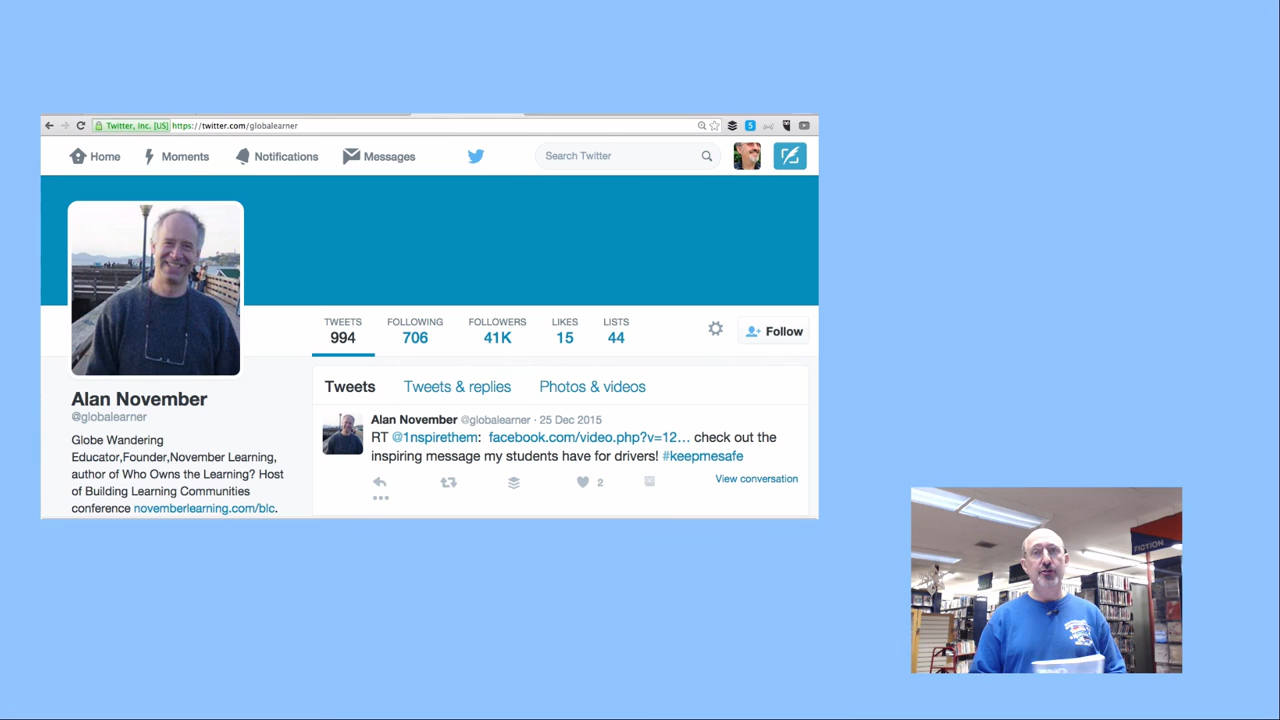 Twitter, Inc. [US] https://twitter.com/globalearner
Home Moments Notifications Messages Search Twitter
TWEETS FOLLOWING FOLLOWERS LIKES LISTS
994 706 41K 15 44
Follow
Tweets Tweets & replies Photos & videos
Alan November
@globalearner
Globe Wandering
Educator,Founder,November Learning,
author of Who Owns the Learning? Host
of Building Learning Communities
conference novemberlearning.com/blc.
Alan November @globalearner · 25 Dec 2015
RT @1nspirethem: facebook.com/video.php?v=12… check out the
inspiring message my students have for drivers! #keepmesafe
2
View conversation
FICTION